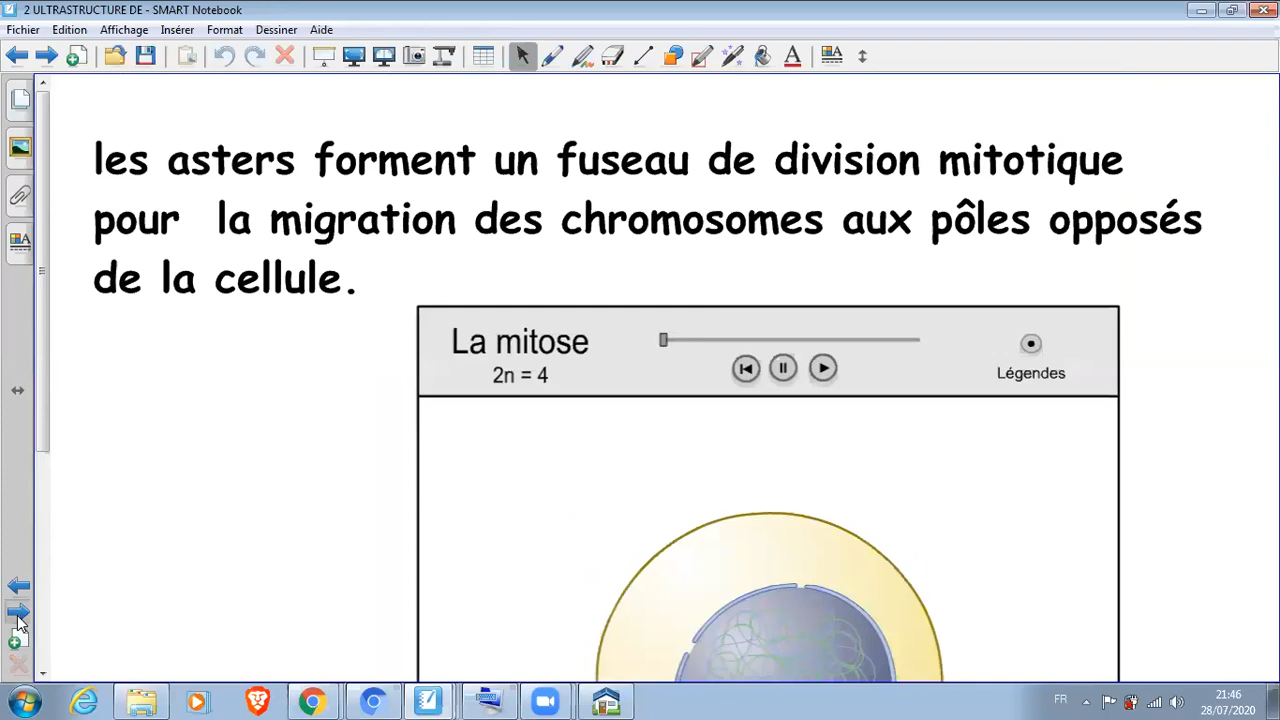 2 ULTRASTRUCTURE DE - SMART Notebook
Fichier Edition Affichage Insérer Format Dessiner Aide
les asters forment un fuseau de division mitotique
pour la migration des chromosomes aux pôles opposés
de la cellule.
La mitose
2n = 4
Légendes
FR
21:46
28/07/2020